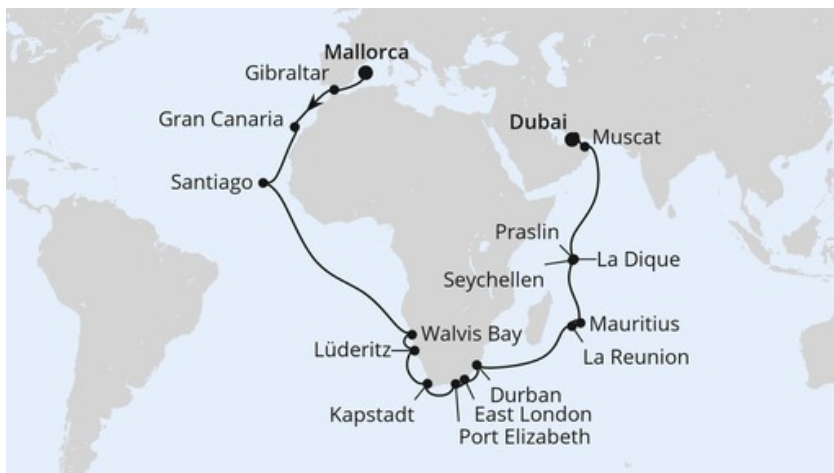 Mallorca
Gibraltar
Gran Canaria
Dubai
Muscat
Santiago
Praslin
La Dique
Seychellen
Mauritius
Walvis Bay
Lüderitz
La Reunion
Durban
Kapstadt
East London
Port Elizabeth